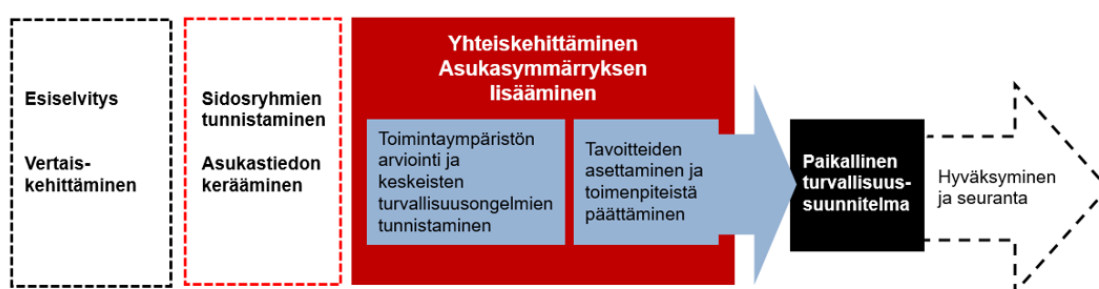 Esiselvitys
Vertais-
kehittäminen
Sidosryhmien
tunnistaminen
Asukastiedon
kerääminen
Yhteiskehittäminen
Asukasymmärryksen
lisääminen
Toimintaympäristön
arviointi ja
keskeisten
turvallisuusongelmien
tunnistaminen
Tavoitteiden
asettaminen ja
toimenpiteistä
päättäminen
Paikallinen
turvallisuus-
suunnitelma
Hyväksyminen
ja seuranta